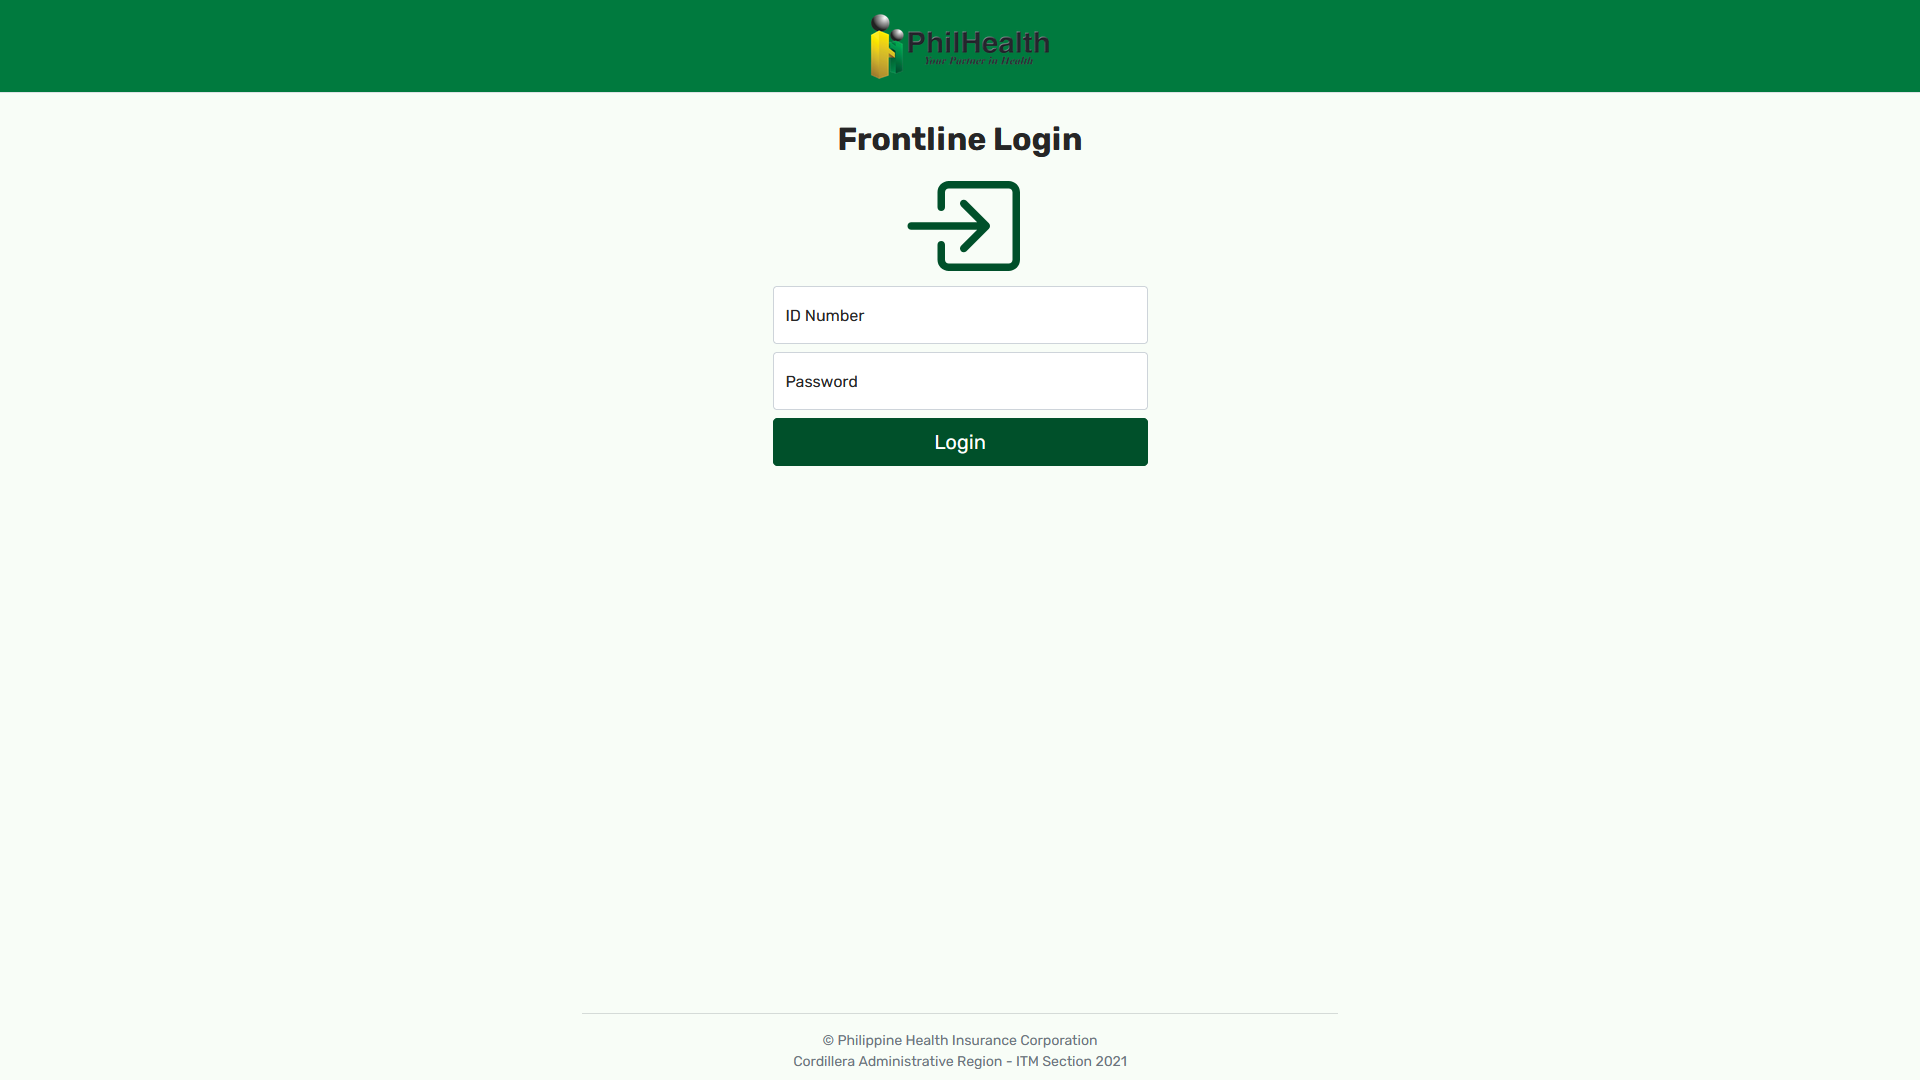 PhilHealth
Your Partner in Health
Frontline Login
ID Number
Password
Login
© Philippine Health Insurance Corporation
Cordillera Administrative Region - ITM Section 2021